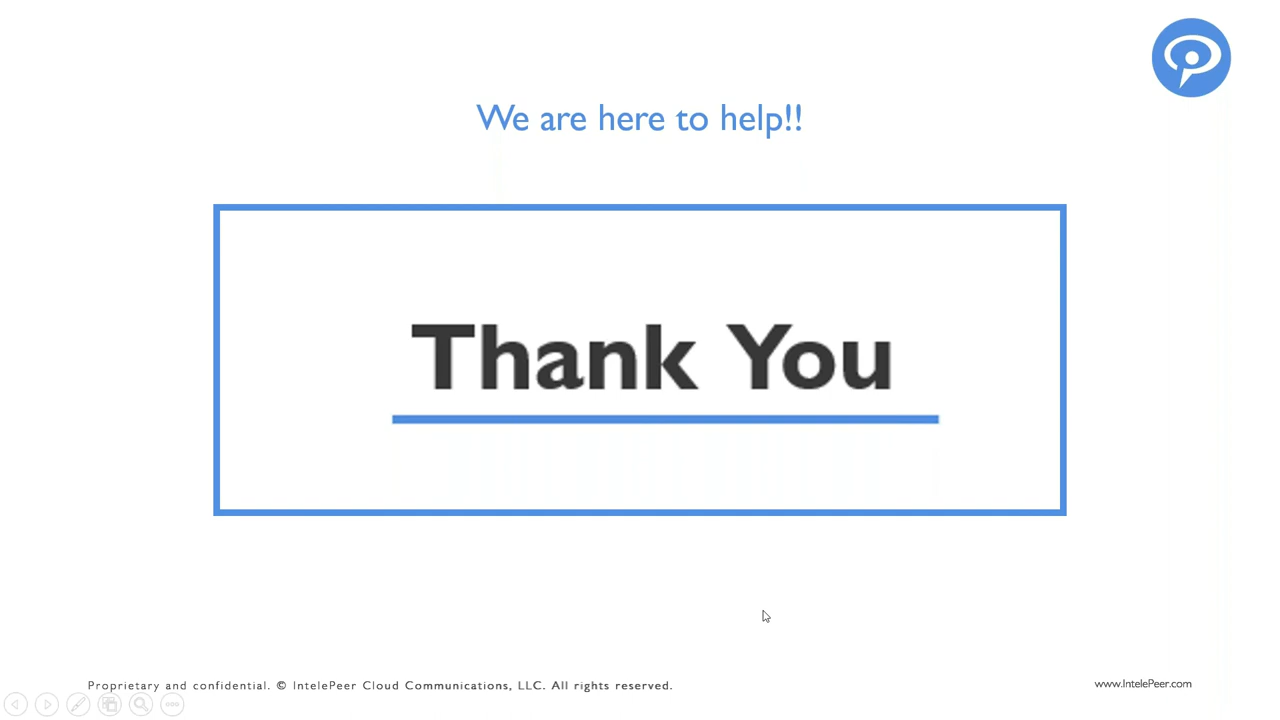 We are here to help!!
Thank You
Proprietary and confidential. © IntelePeer Cloud Communications, LLC. All rights reserved.
www.IntelePeer.com